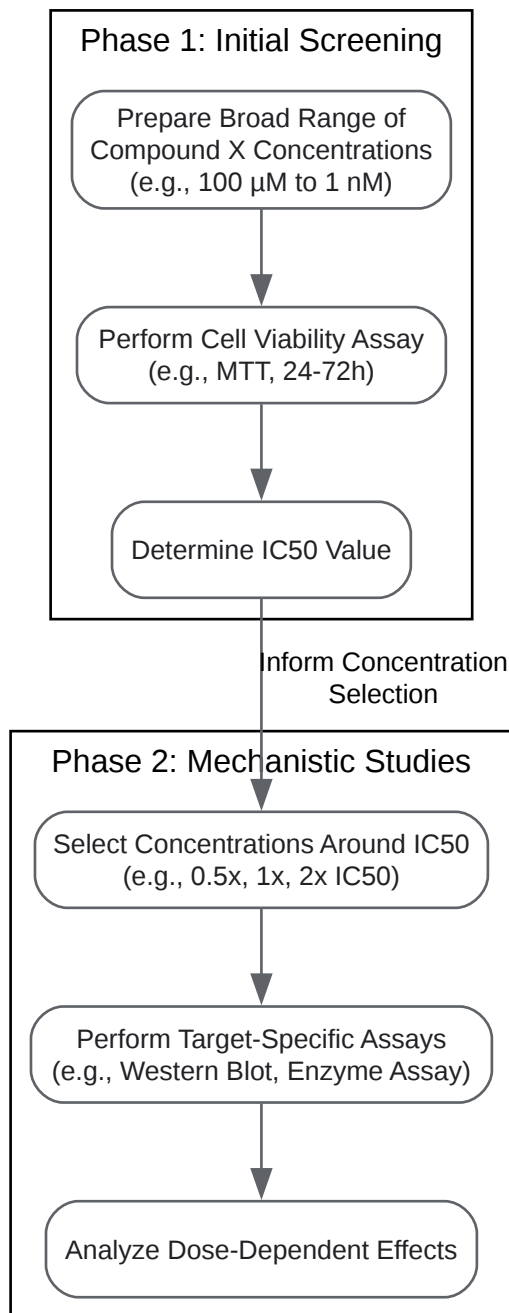 Phase 1: Initial Screening
Prepare Broad Range of
Compound X Concentrations
(e.g., 100 µM to 1 nM)
Perform Cell Viability Assay
(e.g., MTT, 24-72h)
Determine IC50 Value
Inform Concentration
Selection
Phase 2: Mechanistic Studies
Select Concentrations Around IC50
(e.g., 0.5x, 1x, 2x IC50)
Perform Target-Specific Assays
(e.g., Western Blot, Enzyme Assay)
Analyze Dose-Dependent Effects